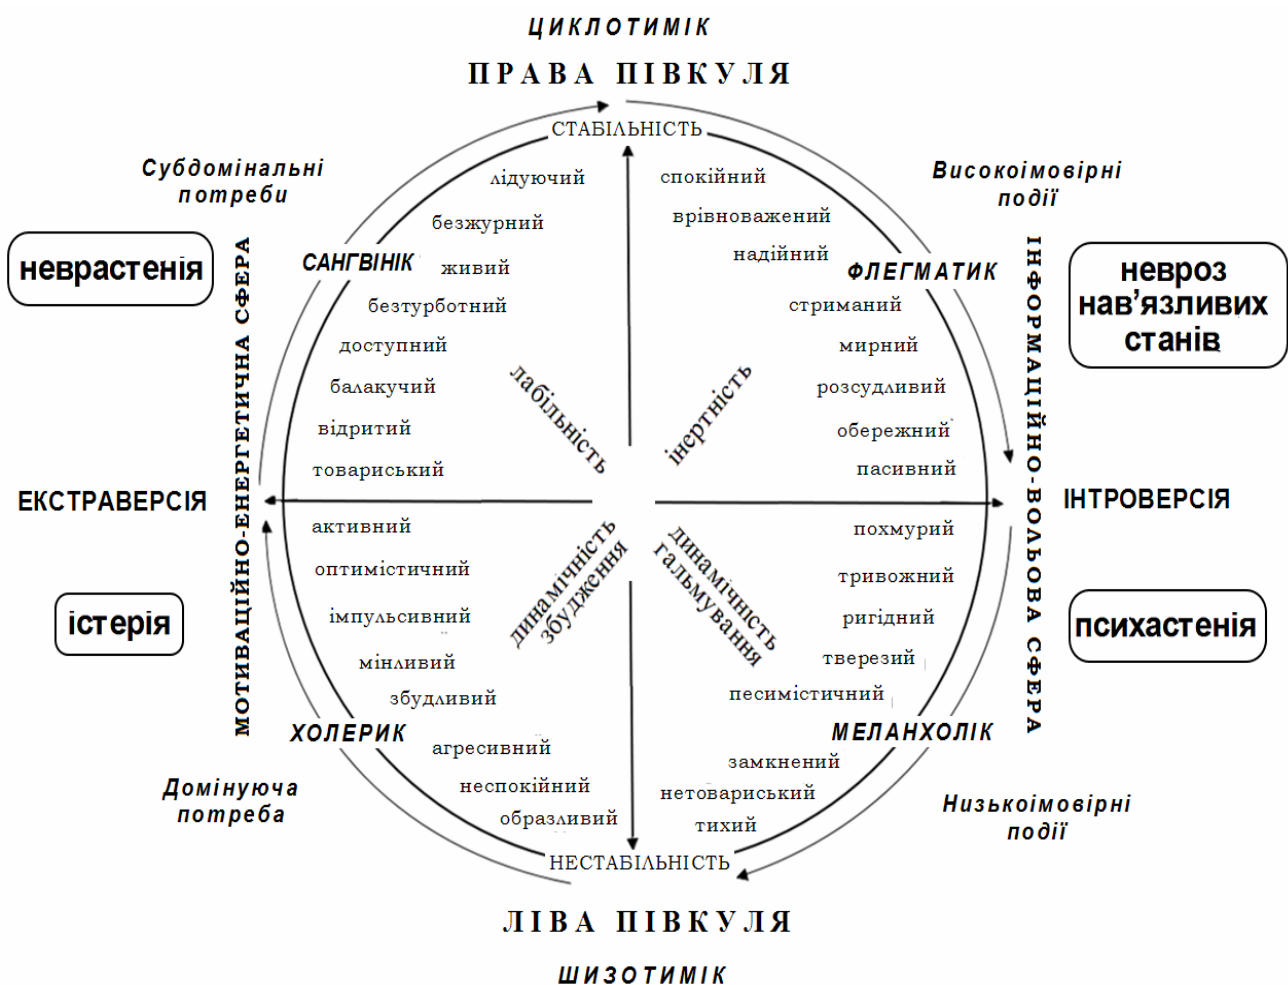 ЦИКЛОТИМІК
ПРАВА ПІВКУЛЯ
СТАБІЛЬНІСТЬ
Субдомінальні
потреби
Високоімовірні
події
лідуючий
безжурний
живий
безтурботний
доступний
балакучий
відритий
товариський
спокійний
врівноважений
надійний
стриманий
мирний
розсудливий
обережний
пасивний
САНГВІНІК
ФЛЕГМАТИК
неврастенія
невроз
нав’язливих
станів
МОТИВАЦІЙНО-ЕНЕРГЕТИЧНА СФЕРА
ІНФОРМАЦІЙНО-ВОЛЬОВА СФЕРА
лабільність
інертність
ЕКСТРАВЕРСІЯ
ІНТРОВЕРСІЯ
динамічність
збудження
динамічність
гальмування
активний
оптимістичний
імпульсивний
мінливий
збудливий
агресивний
неспокійний
образливий
похмурий
тривожний
ригідний
тверезий
песимістичний
замкнений
нетовариський
тихий
істерія
психастенія
ХОЛЕРИК
МЕЛАНХОЛІК
Домінуюча
потреба
Низькоімовірні
події
НЕСТАБІЛЬНІСТЬ
ЛІВА ПІВКУЛЯ
ШИЗОТИМІК